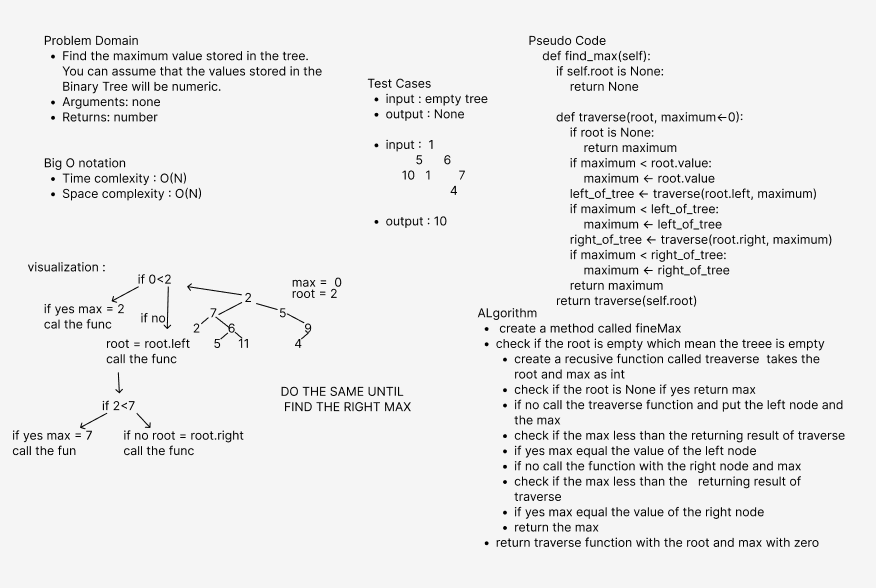 Problem Domain
• Find the maximum value stored in the tree.
You can assume that the values stored in the
Binary Tree will be numeric.
• Arguments: none
• Returns: number
Big O notation
• Time comlexity : O(N)
• Space complexity : O(N)
Test Cases
• input : empty tree
• output : None
• input : 1
5 6
10 1 7
4
• output : 10
Pseudo Code
def find_max(self):
if self.root is None:
return None
def traverse(root, maximum←0):
if root is None:
return maximum
if maximum < root.value:
maximum ← root.value
left_of_tree ← traverse(root.left, maximum)
if maximum < left_of_tree:
maximum ← left_of_tree
right_of_tree ← traverse(root.right, maximum)
if maximum < right_of_tree:
maximum ← right_of_tree
return maximum
return traverse(self.root)
visualization :
if 0<2
if yes max = 2
cal the func
if no
root = root.left
call the func
if 2<7
if yes max = 7
call the fun
if no root = root.right
call the func
2
7 5
2 6 9
5 11 4
max = 0
root = 2
DO THE SAME UNTIL
FIND THE RIGHT MAX
ALgorithm
• create a method called fineMax
• check if the root is empty which mean the treee is empty
• create a recusive function called treaverse takes the
root and max as int
• check if the root is None if yes return max
• if no call the treaverse function and put the left node and
the max
• check if the max less than the returning result of traverse
• if yes max equal the value of the left node
• if no call the function with the right node and max
• check if the max less than the returning result of
traverse
• if yes max equal the value of the right node
• return the max
• return traverse function with the root and max with zero